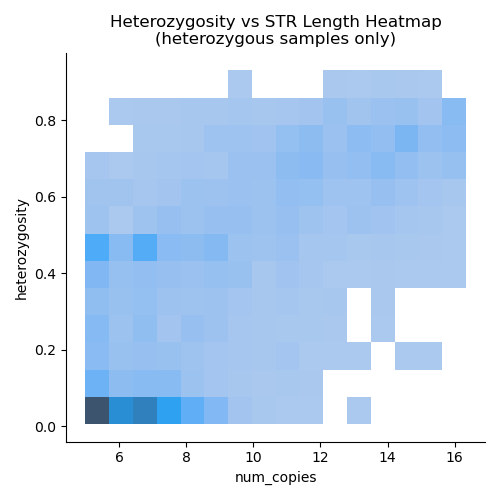 Heterozygosity vs STR Length Heatmap
(heterozygous samples only)
heterozygosity
0.8
0.6
0.4
0.2
0.0
6 8 10 12 14 16
num_copies